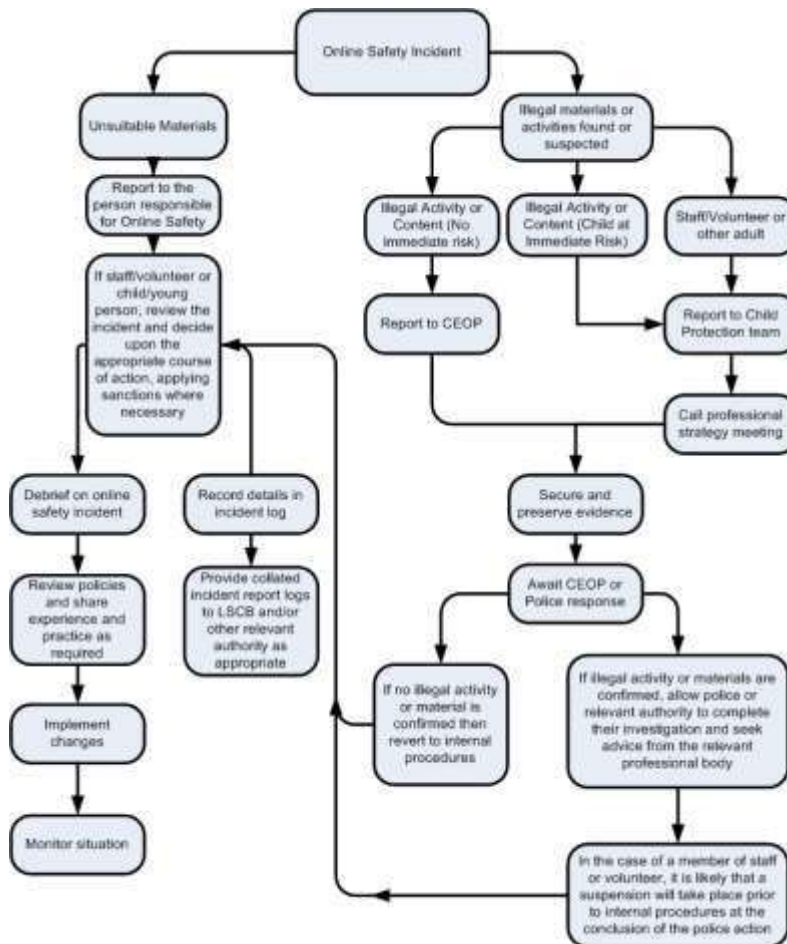 Online Safety Incident
Unsuitable Materials
Illegal materials or
activities found or
suspected
Report to the
person responsible
for Online Safety
Illegal Activity or
Content (No
Immediate risk)
Illegal Activity or
Content (Child at
Immediate Risk)
Staff/Volunteer or
other adult
If staff/volunteer or
child/young
person, review the
incident and decide
upon the
appropriate course
of action, applying
sanctions where
necessary
Report to CEOP
Report to Child
Protection team
Call professional
strategy meeting
Debrief on online
safety incident
Record details in
incident log
Secure and
preserve evidence
Review policies
and share
experience and
practice as
required
Provide collated
incident report logs
to LSCB and/or
other relevant
authority as
appropriate
Await CEOP or
Police response
If no illegal activity
or material is
confirmed then
revert to internal
procedures
If illegal activity or
materials are
confirmed, allow police or
relevant authority to complete
their investigation and seek
advice from the relevant
professional body
Implement
changes
Monitor situation
In the case of a member of staff
or volunteer, it is likely that a
suspension will take place prior
to internal procedures at the
conclusion of the police action